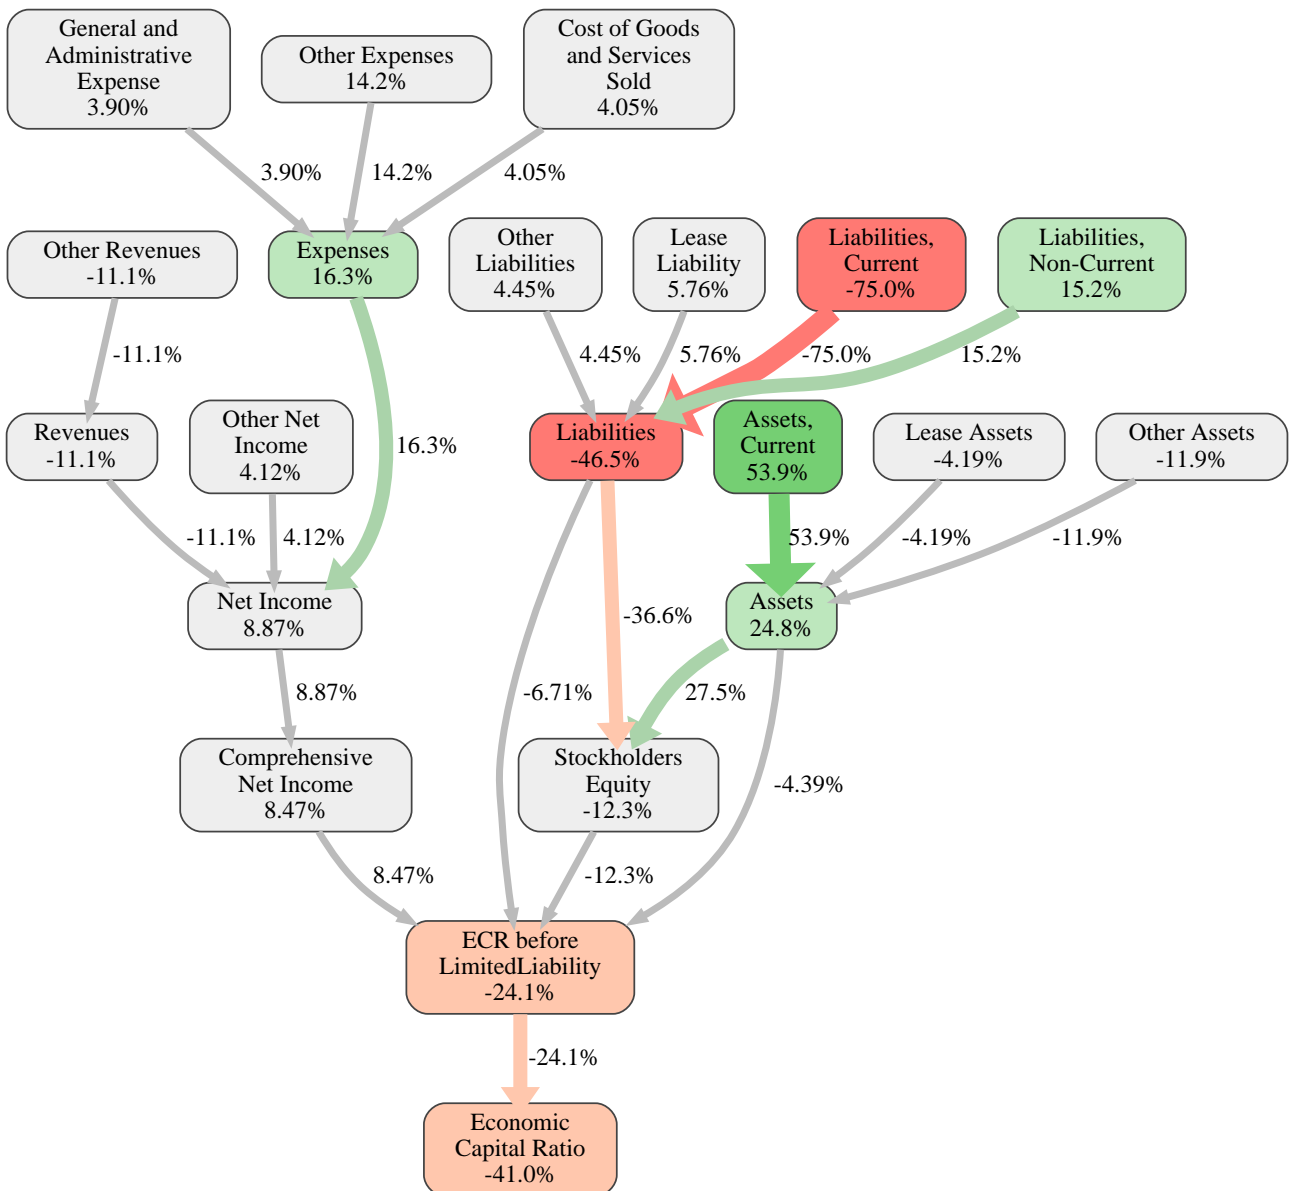 General and
Administrative
Expense
3.90%
Other Expenses
14.2%
Cost of Goods
and Services
Sold
4.05%
3.90%
14.2%
4.05%
Other Revenues
-11.1%
Expenses
16.3%
Other
Liabilities
4.45%
Lease
Liability
5.76%
Liabilities,
Current
-75.0%
Liabilities,
Non-Current
15.2%
-11.1%
4.45%
5.76%
-75.0%
15.2%
Revenues
-11.1%
Other Net
Income
4.12%
16.3%
Liabilities
-46.5%
Assets,
Current
53.9%
Lease Assets
-4.19%
Other Assets
-11.9%
-11.1%
4.12%
53.9%
-4.19%
-11.9%
Net Income
8.87%
-36.6%
Assets
24.8%
8.87%
-6.71%
27.5%
Comprehensive
Net Income
8.47%
Stockholders
Equity
-12.3%
-4.39%
8.47%
-12.3%
ECR before
LimitedLiability
-24.1%
-24.1%
Economic
Capital Ratio
-41.0%